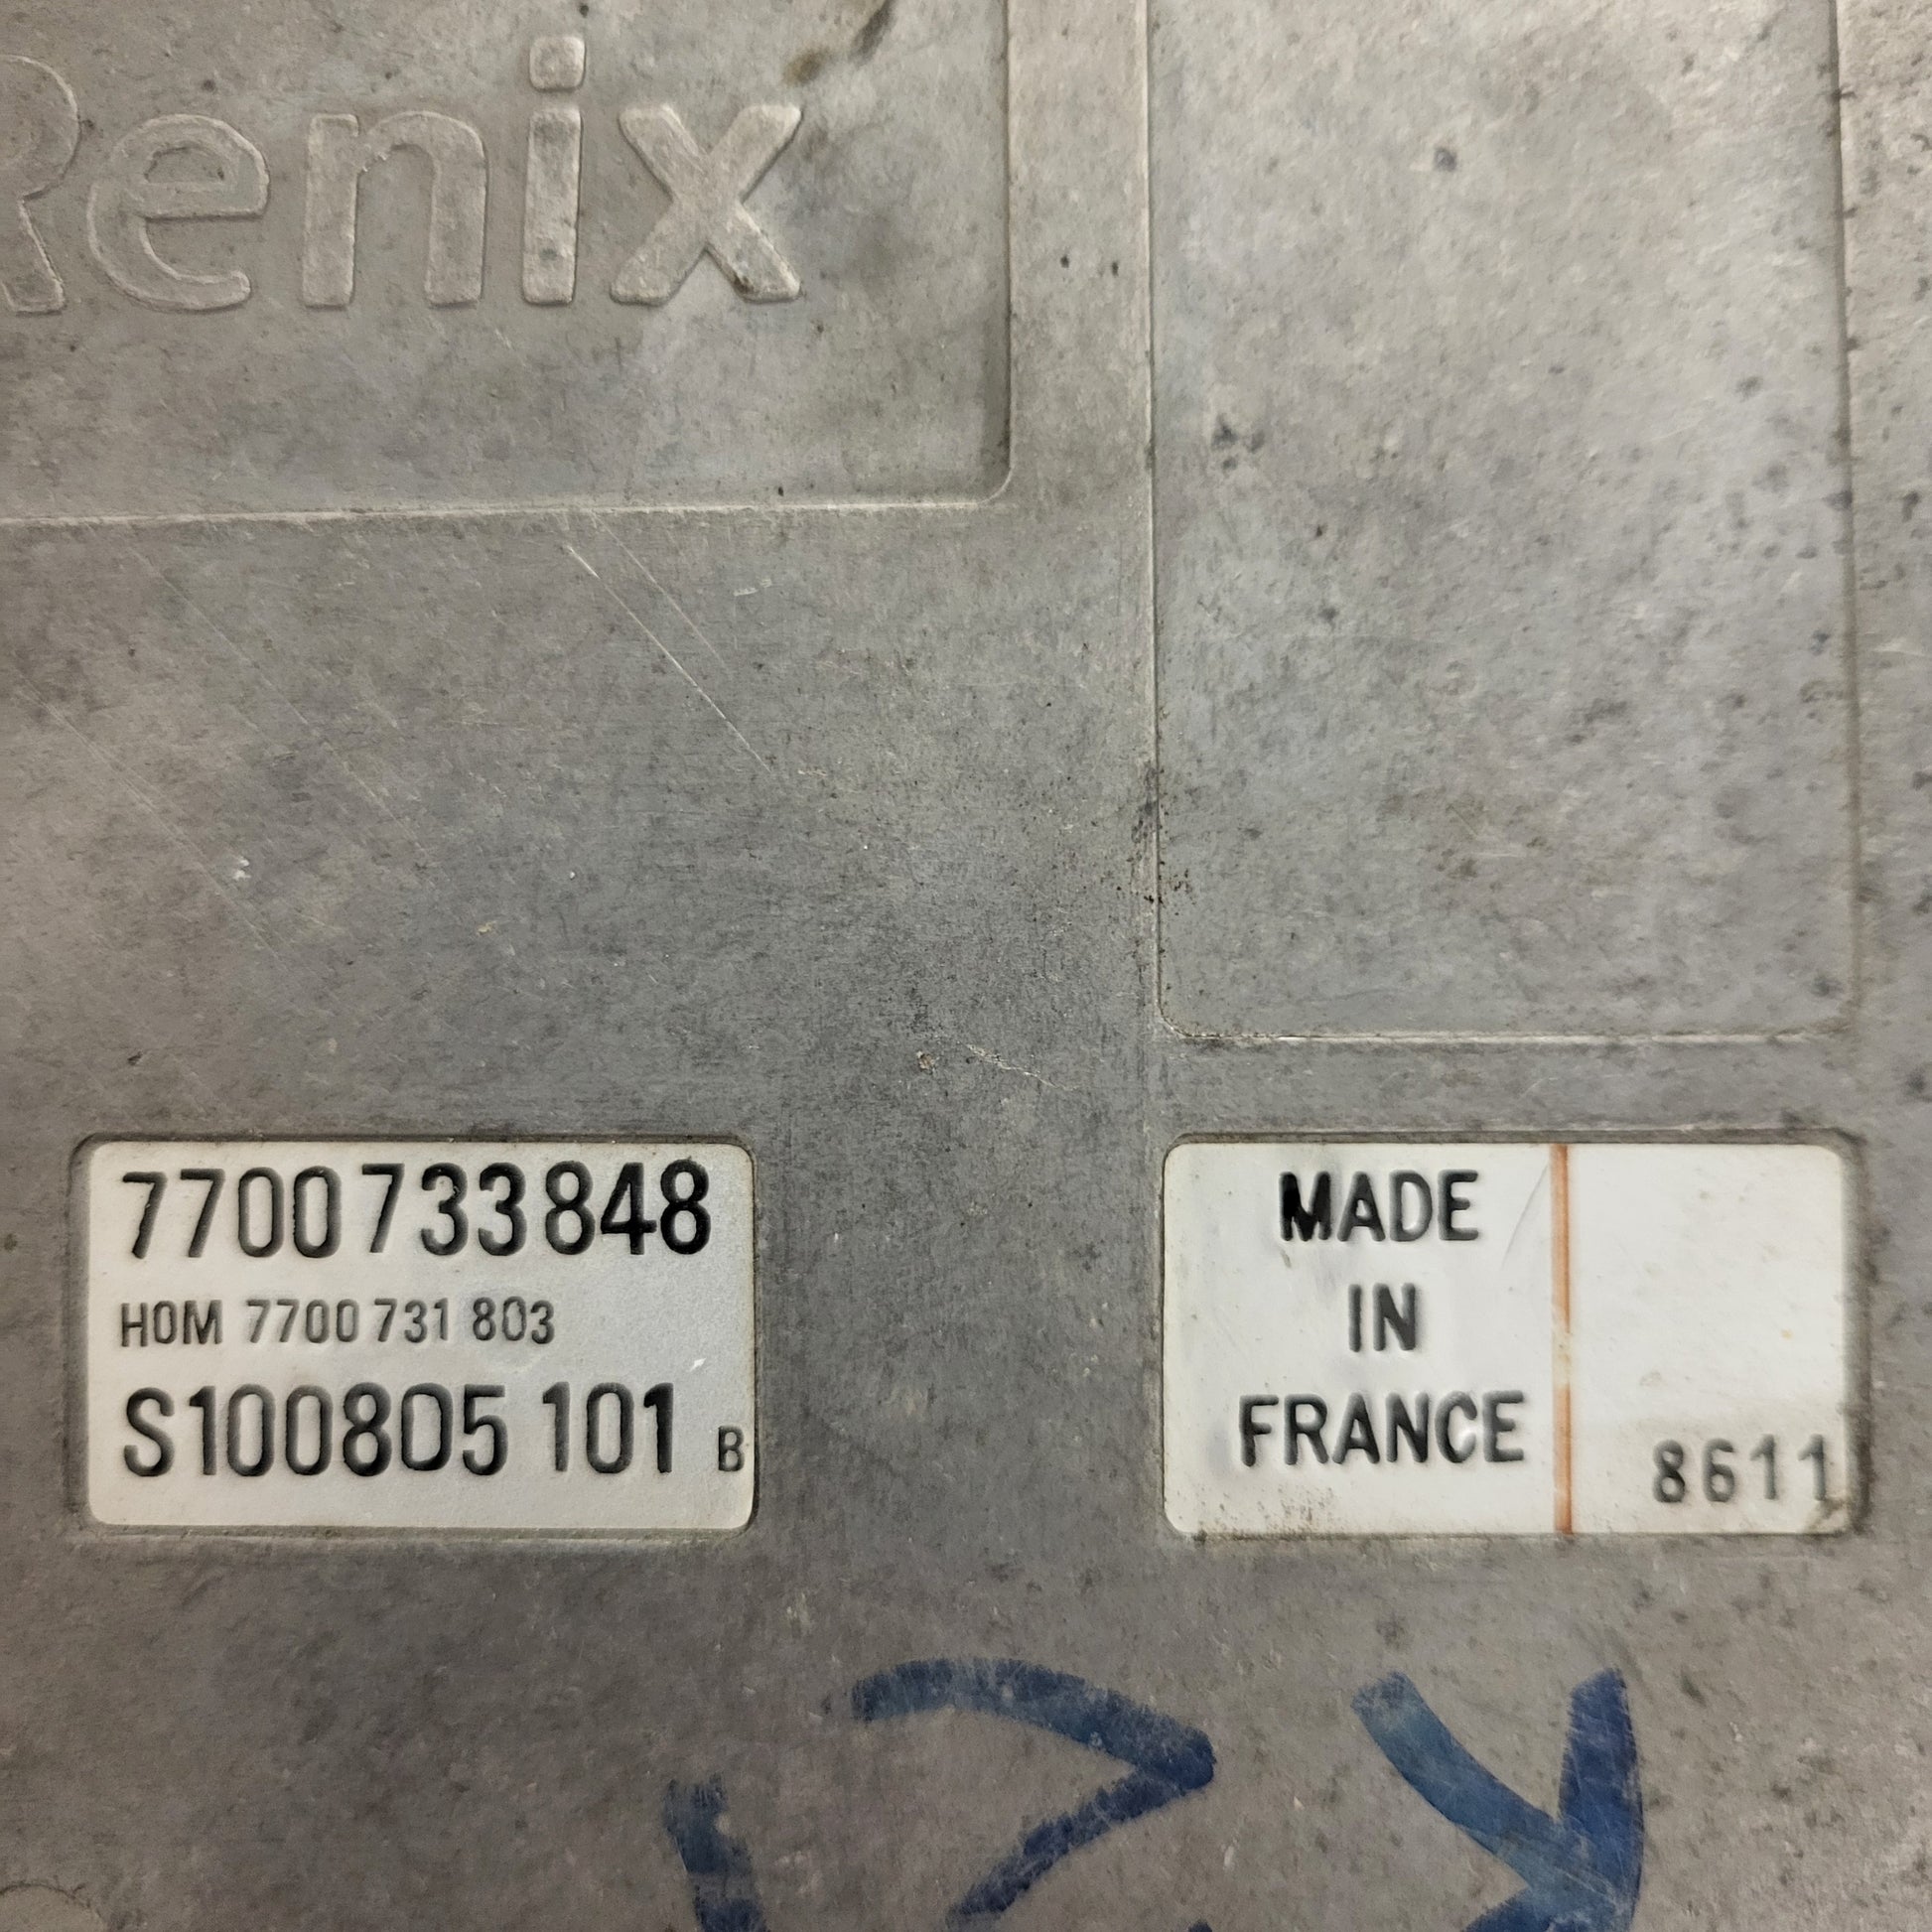 Renix
7700733848
HOM 7700 731 803
S100805 101 B
MADE
IN
FRANCE
8611